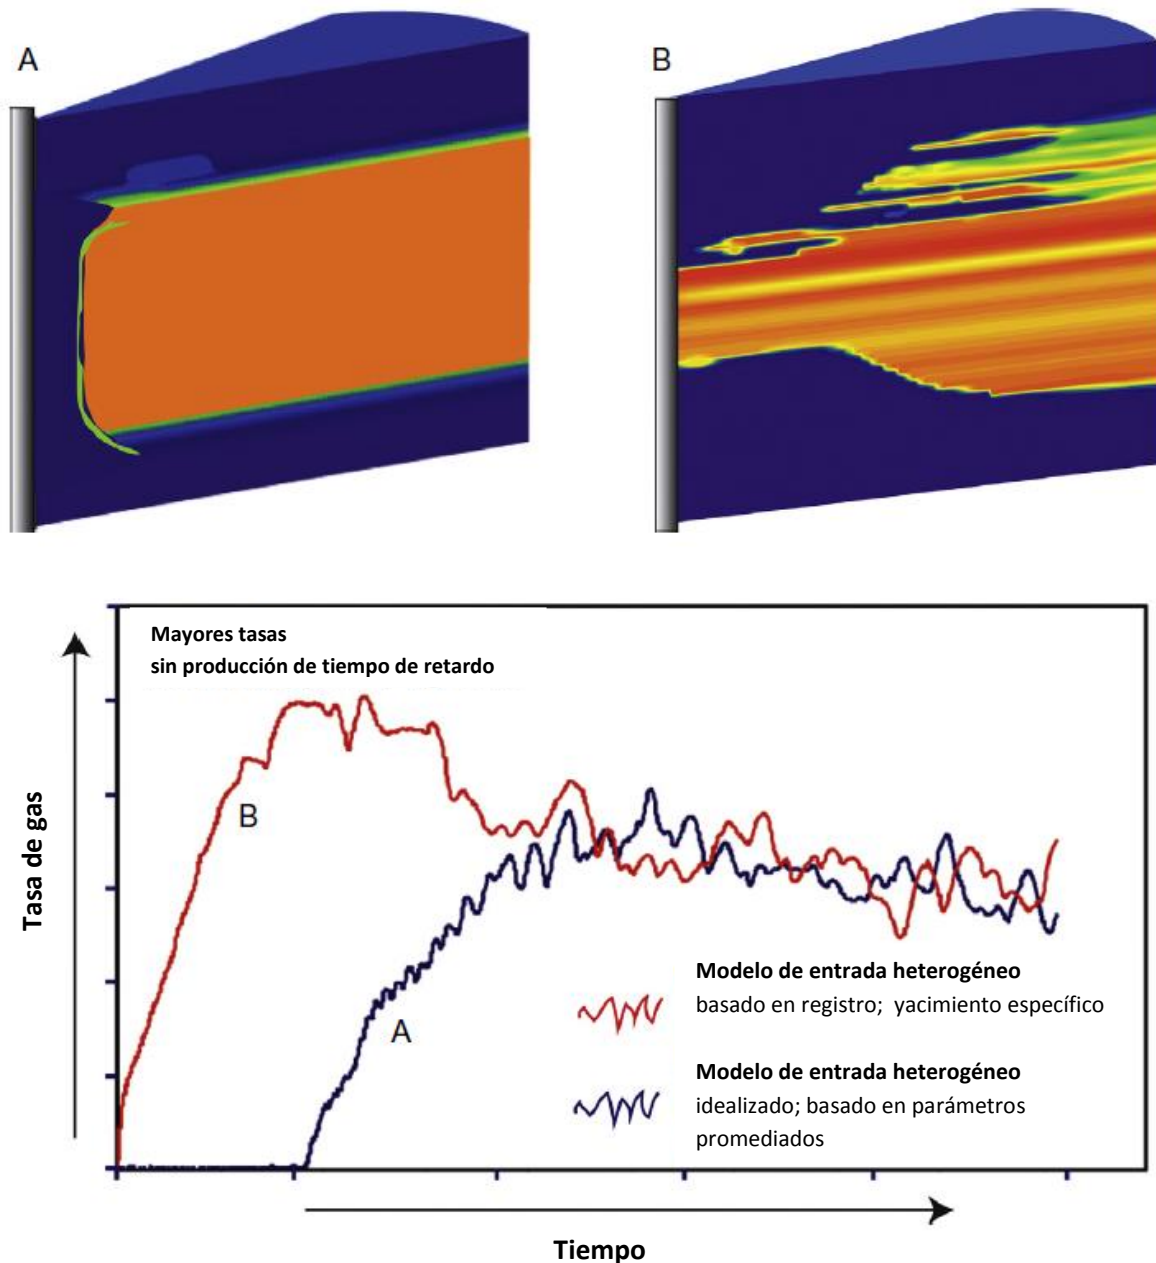 A
B
Mayores tasas
sin producción de tiempo de retardo
B
A
Tasa de gas
Modelo de entrada heterogéneo
basado en registro; yacimiento específico
Modelo de entrada heterogéneo
idealizado; basado en parámetros
promediados
Tiempo